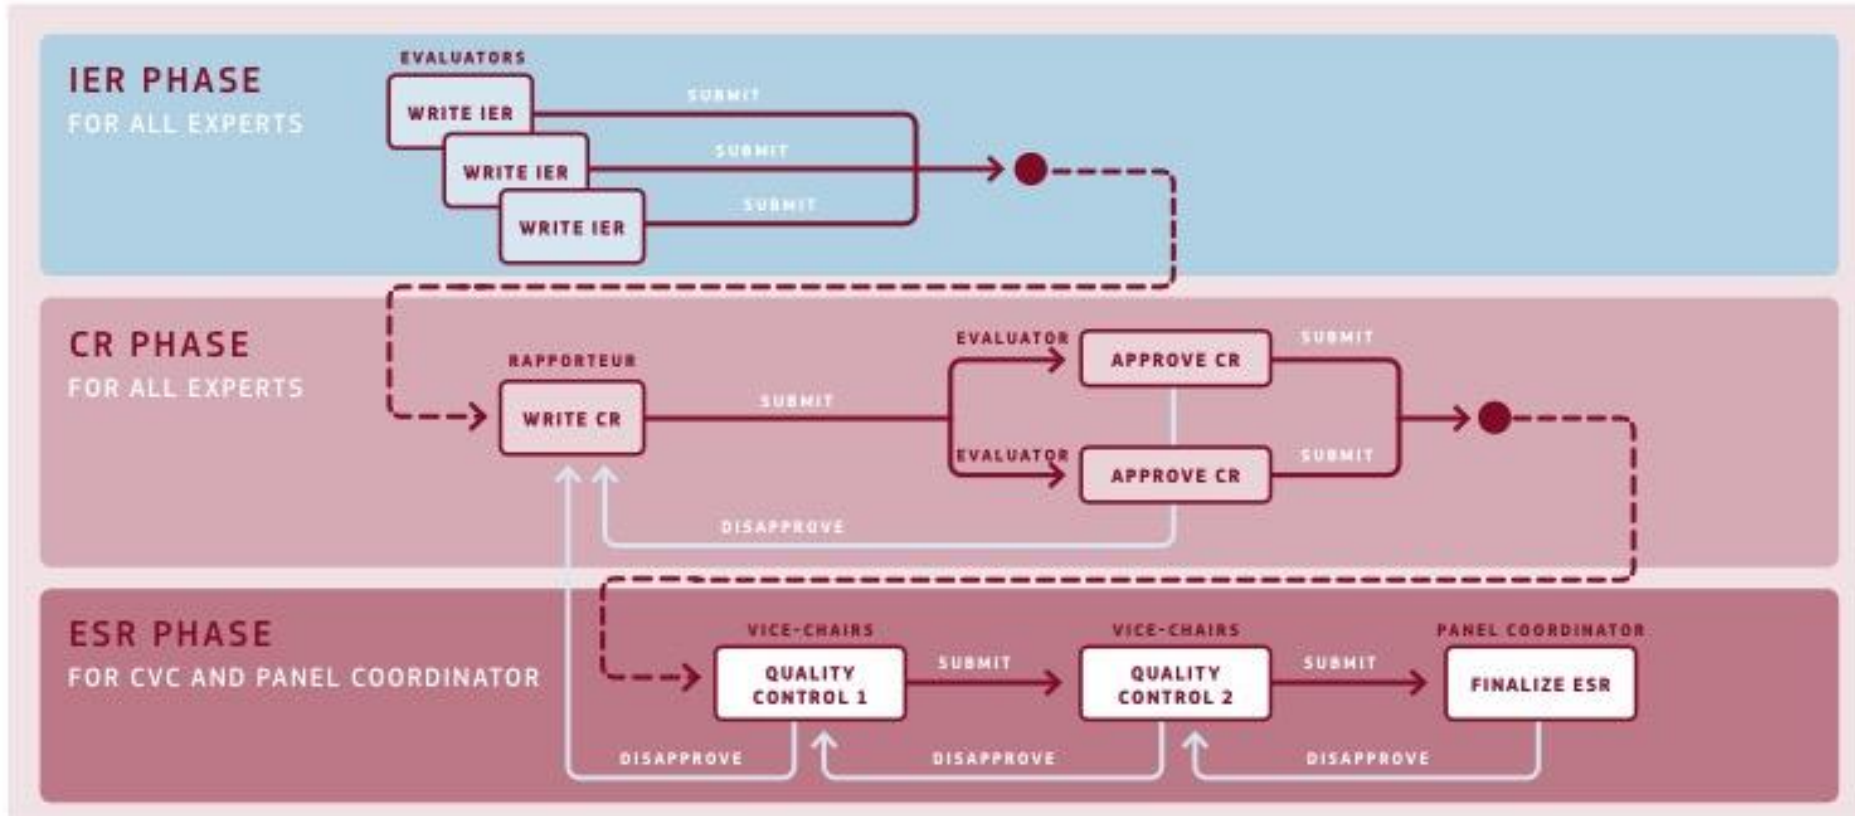 IER PHASE
FOR ALL EXPERTS
EVALUATORS
WRITE IER
SUBMIT
WRITE IER
SUBMIT
WRITE IER
SUBMIT
CR PHASE
FOR ALL EXPERTS
RAPPORTEUR
WRITE CR
SUBMIT
EVALUATOR
APPROVE CR
SUBMIT
EVALUATOR
APPROVE CR
SUBMIT
DISAPPROVE
ESR PHASE
FOR CVC AND PANEL COORDINATOR
VICE-CHAIRS
QUALITY
CONTROL 1
SUBMIT
VICE-CHAIRS
QUALITY
CONTROL 2
SUBMIT
PANEL COORDINATOR
FINALIZE ESR
DISAPPROVE
DISAPPROVE
DISAPPROVE